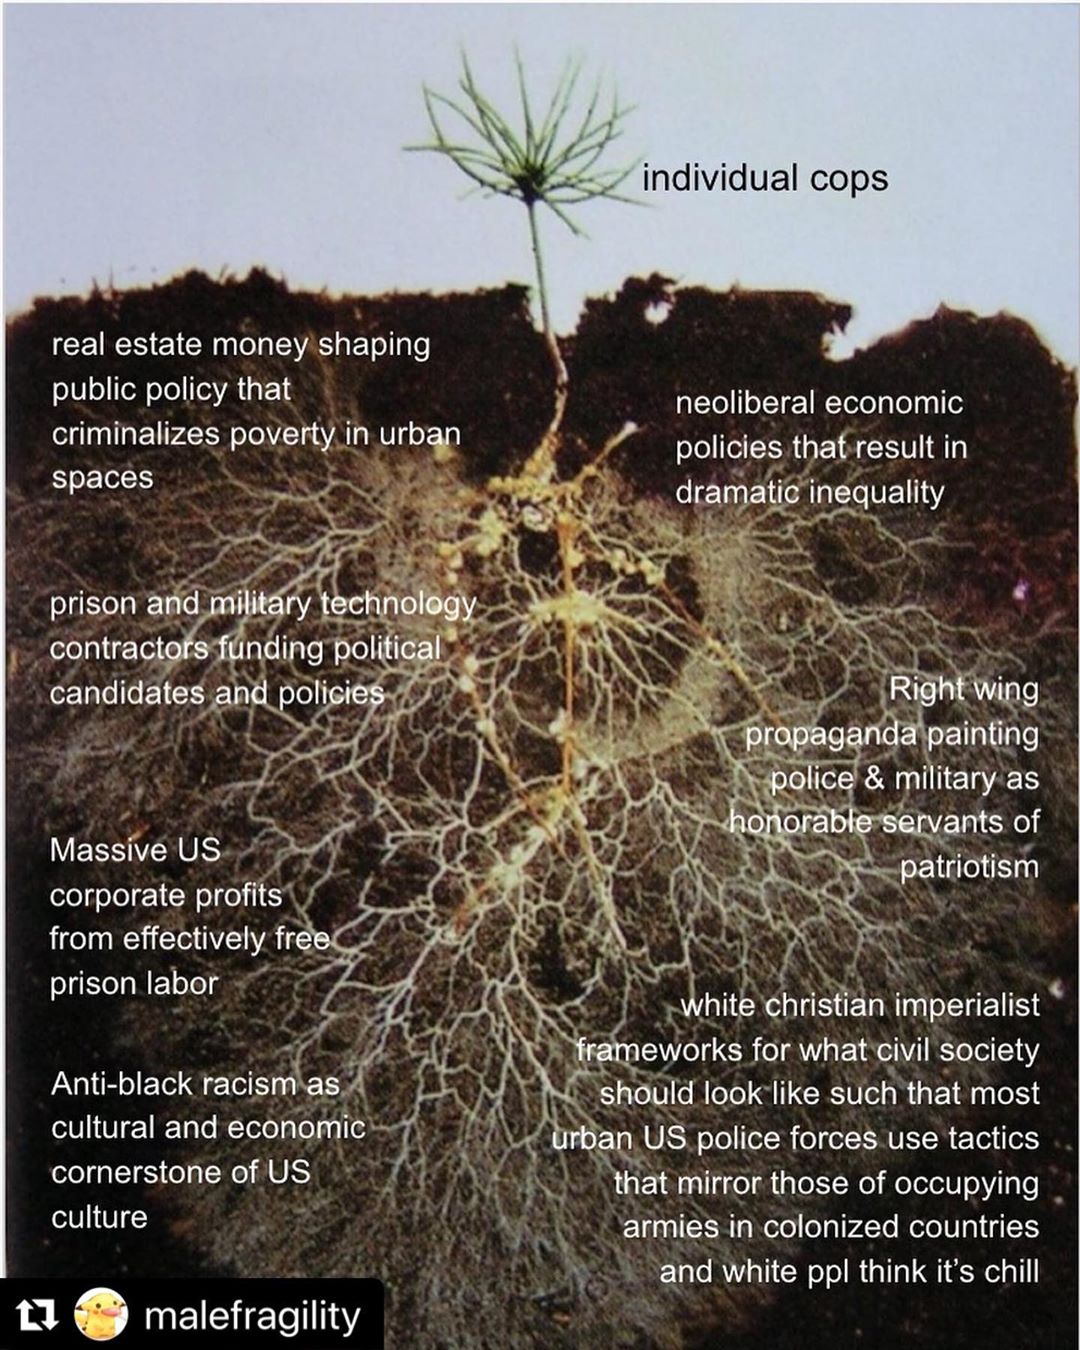 individual cops
real estate money shaping
public policy that
criminalizes poverty in urban
spaces
neoliberal economic
policies that result in
dramatic inequality
prison and military technology
contractors funding political
candidates and policies
Right wing
propaganda painting
police & military as
honorable servants of
patriotism
Massive US
corporate profits
from effectively free
prison labor
white christian imperialist
frameworks for what civil society
should look like such that most
urban US police forces use tactics
that mirror those of occupying
armies in colonized countries
and white ppl think it’s chill
Anti-black racism as
cultural and economic
cornerstone of US
culture
malefragility